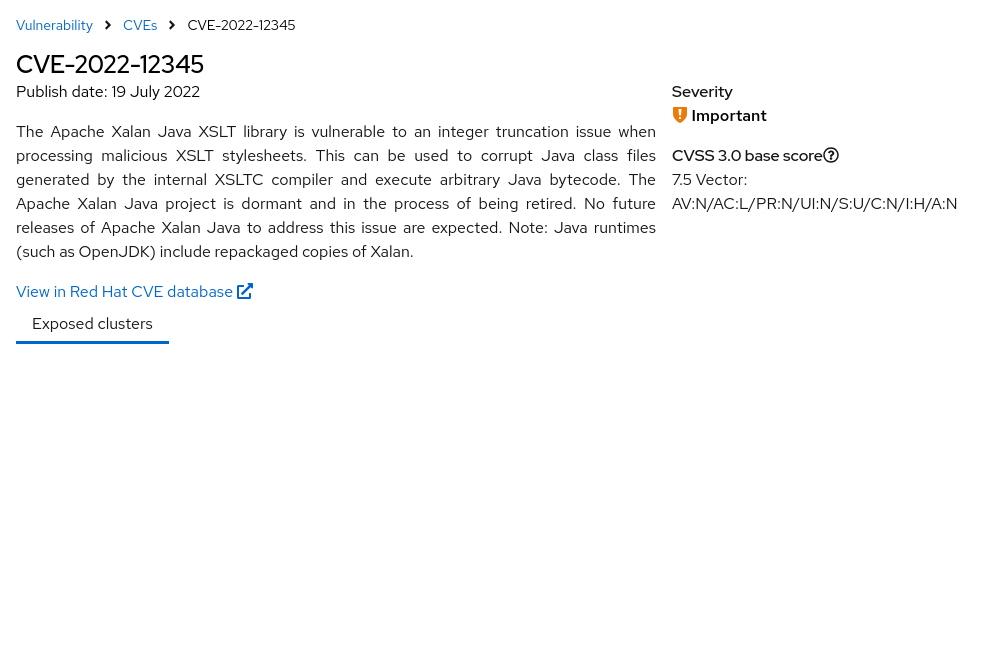 Vulnerability CVEs CVE-2022-12345
CVE-2022-12345
Publish date: 19 July 2022
The Apache Xalan Java XSLT library is vulnerable to an integer truncation issue when
processing malicious XSLT stylesheets. This can be used to corrupt Java class files
generated by the internal XSLTC compiler and execute arbitrary Java bytecode. The
Apache Xalan Java project is dormant and in the process of being retired. No future
releases of Apache Xalan Java to address this issue are expected. Note: Java runtimes
(such as OpenJDK) include repackaged copies of Xalan.
View in Red Hat CVE database
Severity
Important
CVSS 3.0 base score
7.5 Vector:
AV:N/AC:L/PR:N/UI:N/S:U/C:N/I:H/A:N
Exposed clusters